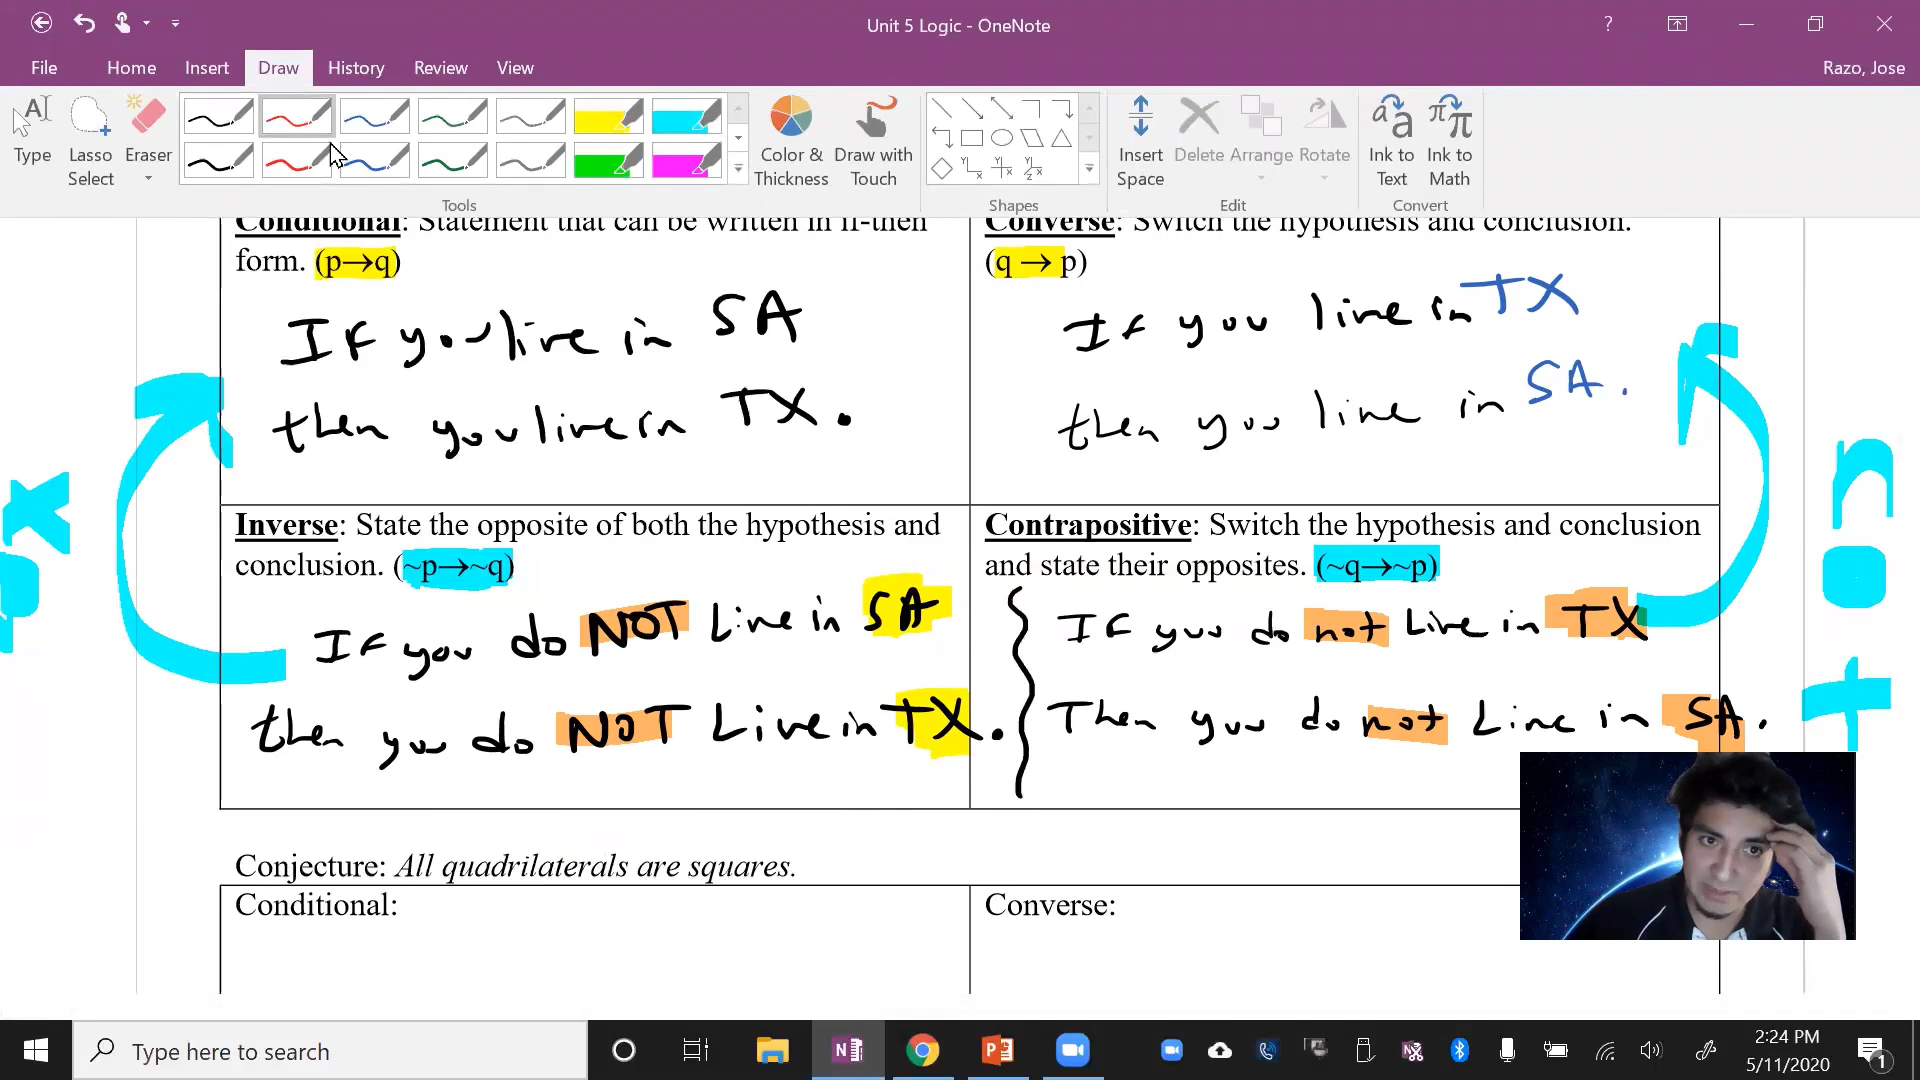 Unit 5 Logic - OneNote
?
File Home Insert Draw History Review View
Razo, Jose
Type
Lasso
Select
Eraser
Color &
Thickness
Draw with
Touch
Insert
Space
Delete
Arrange
Rotate
Ink to
Text
Ink to
Math
Tools
Shapes
Edit
Convert
Conditional: Statement that can be written in if-then
form. (p→q)
If you live in SA
then you live in TX.
Converse: Switch the hypothesis and conclusion.
(q → p)
If you live in TX
then you live in SA.
Inverse: State the opposite of both the hypothesis and
conclusion. (~p→~q)
If you do NOT Live in SA
then you do NOT Live in TX.
Contrapositive: Switch the hypothesis and conclusion
and state their opposites. (~q→~p)
If you do not Live in TX
Then you do not Live in SA.
not
Conjecture: All quadrilaterals are squares.
Conditional:
Converse:
Type here to search
2:24 PM
5/11/2020
1